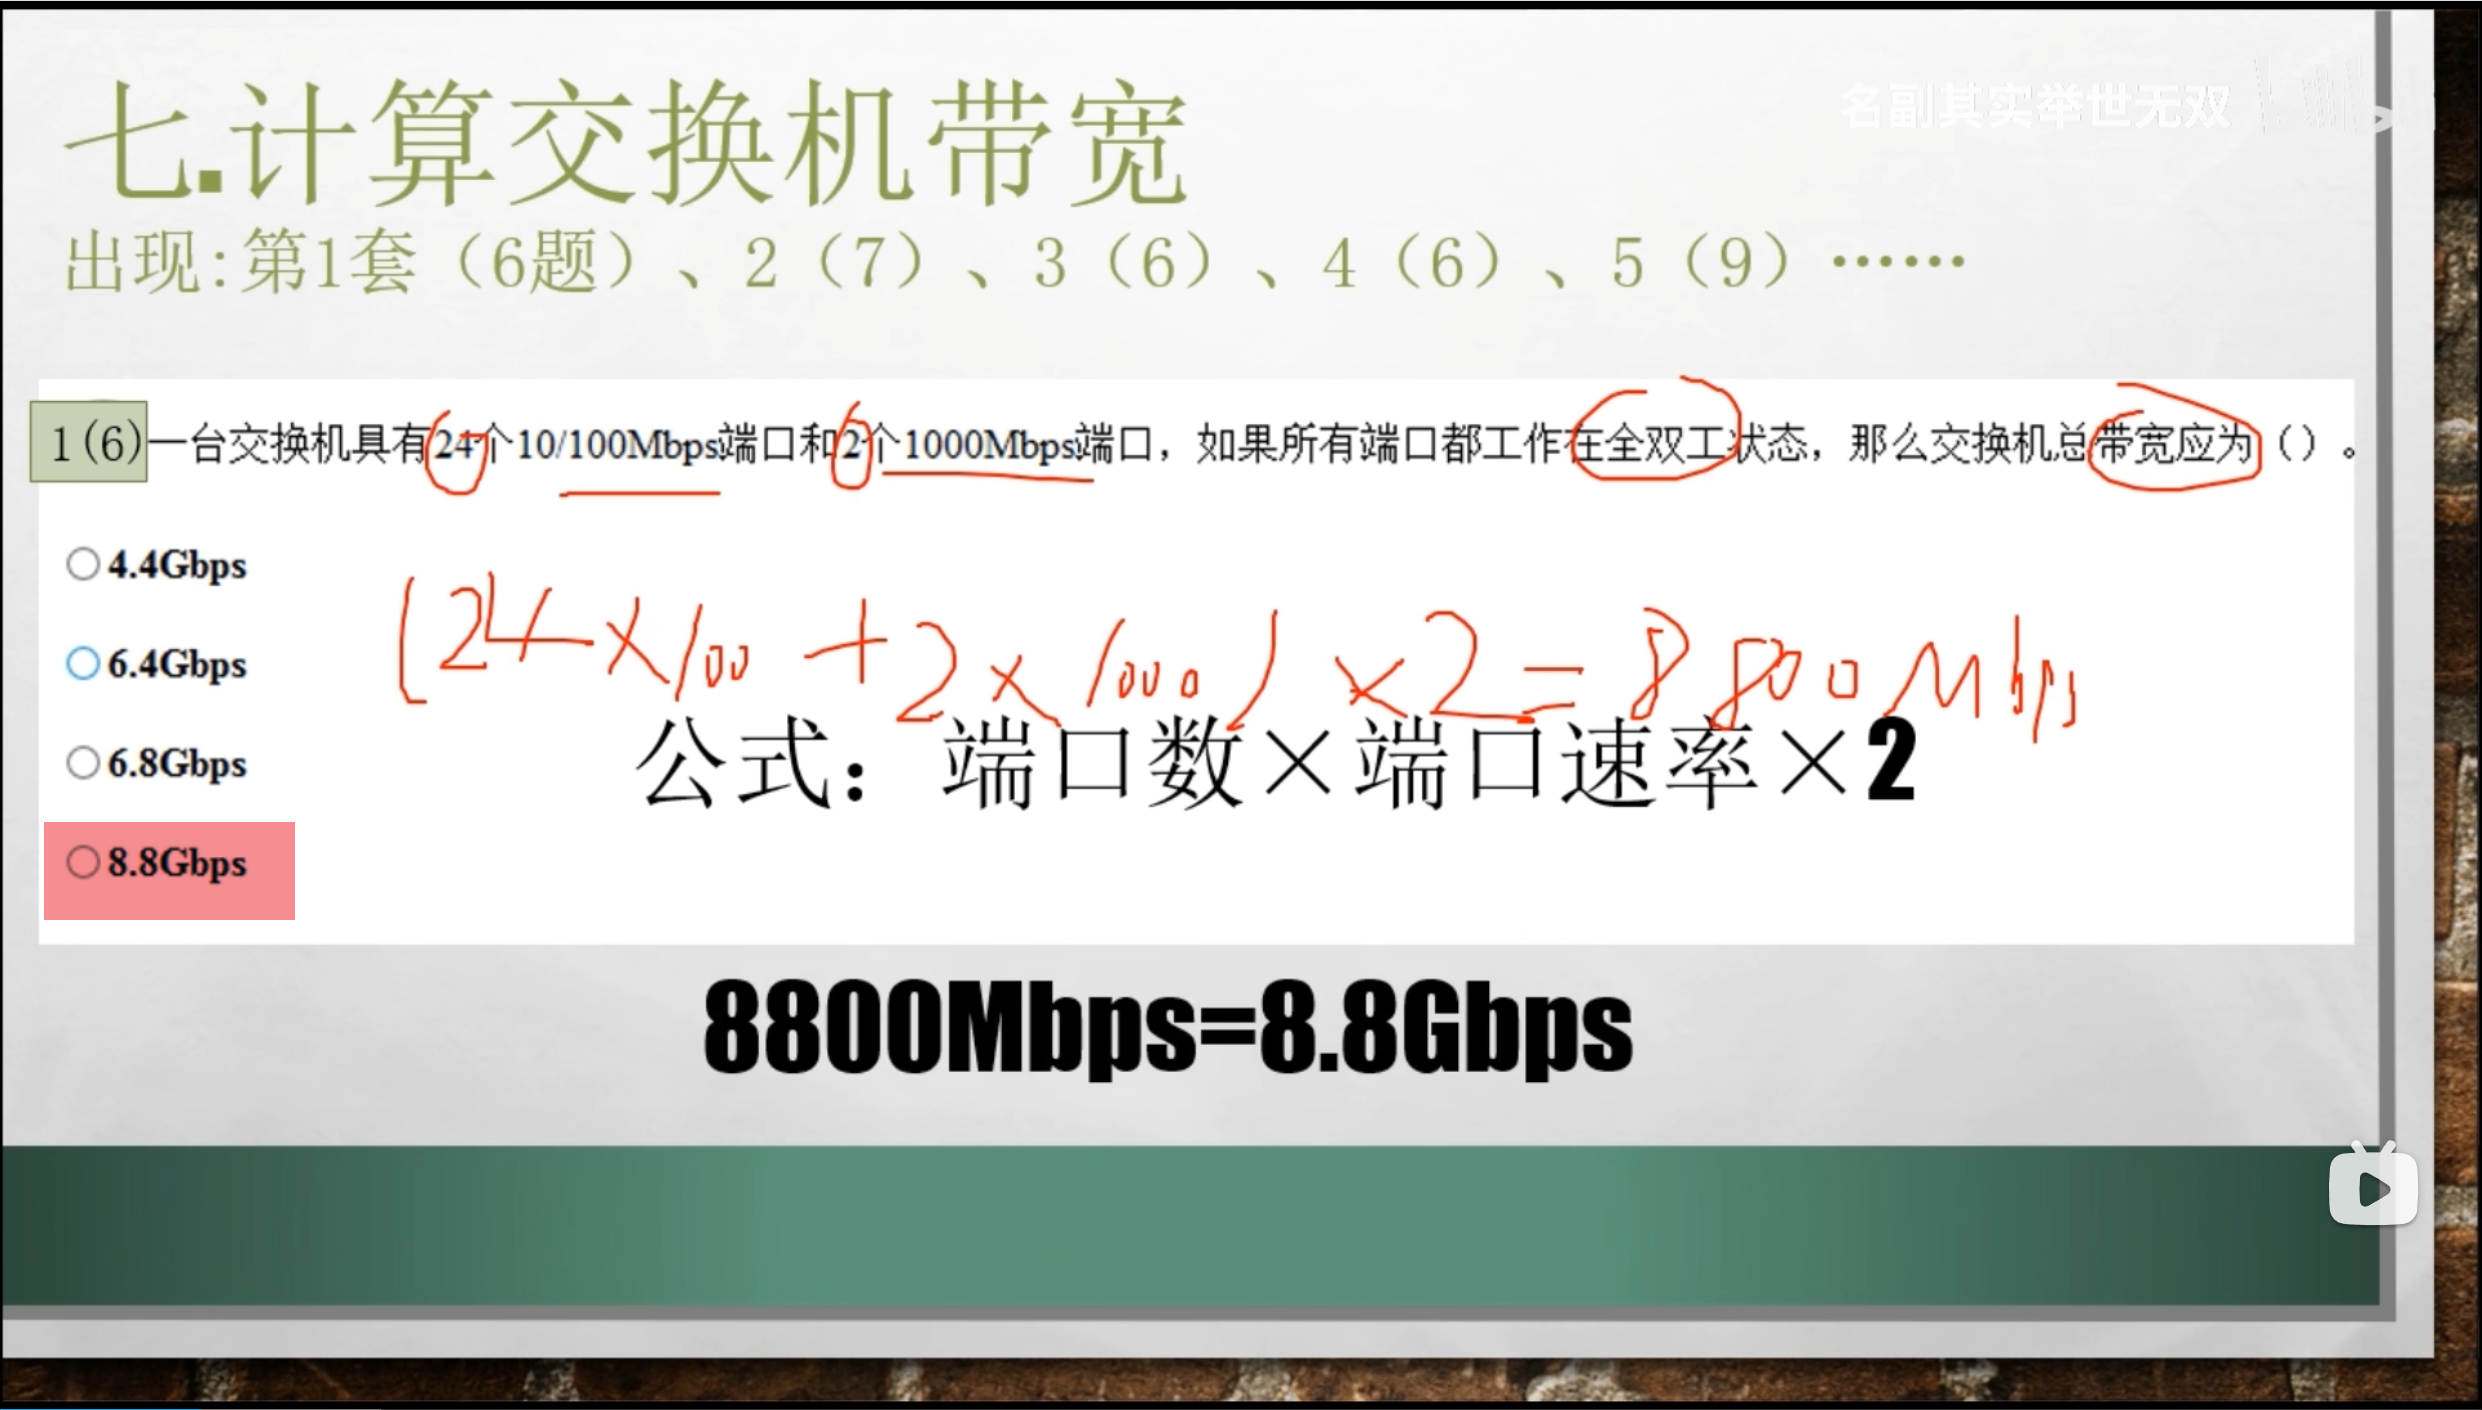 七.计算交换机带宽
名副其实举世无双
出现:第1套（6题）、2（7）、3（6）、4（6）、5（9）……
1(6)一台交换机具有24个10/100Mbps端口和2个1000Mbps端口，如果所有端口都工作在全双工状态，那么交换机总带宽应为（）。
4.4Gbps
(24×100+2×1000)×2=8800Mbps
6.4Gbps
6.8Gbps
公式：端口数×端口速率×2
8.8Gbps
8800Mbps=8.8Gbps